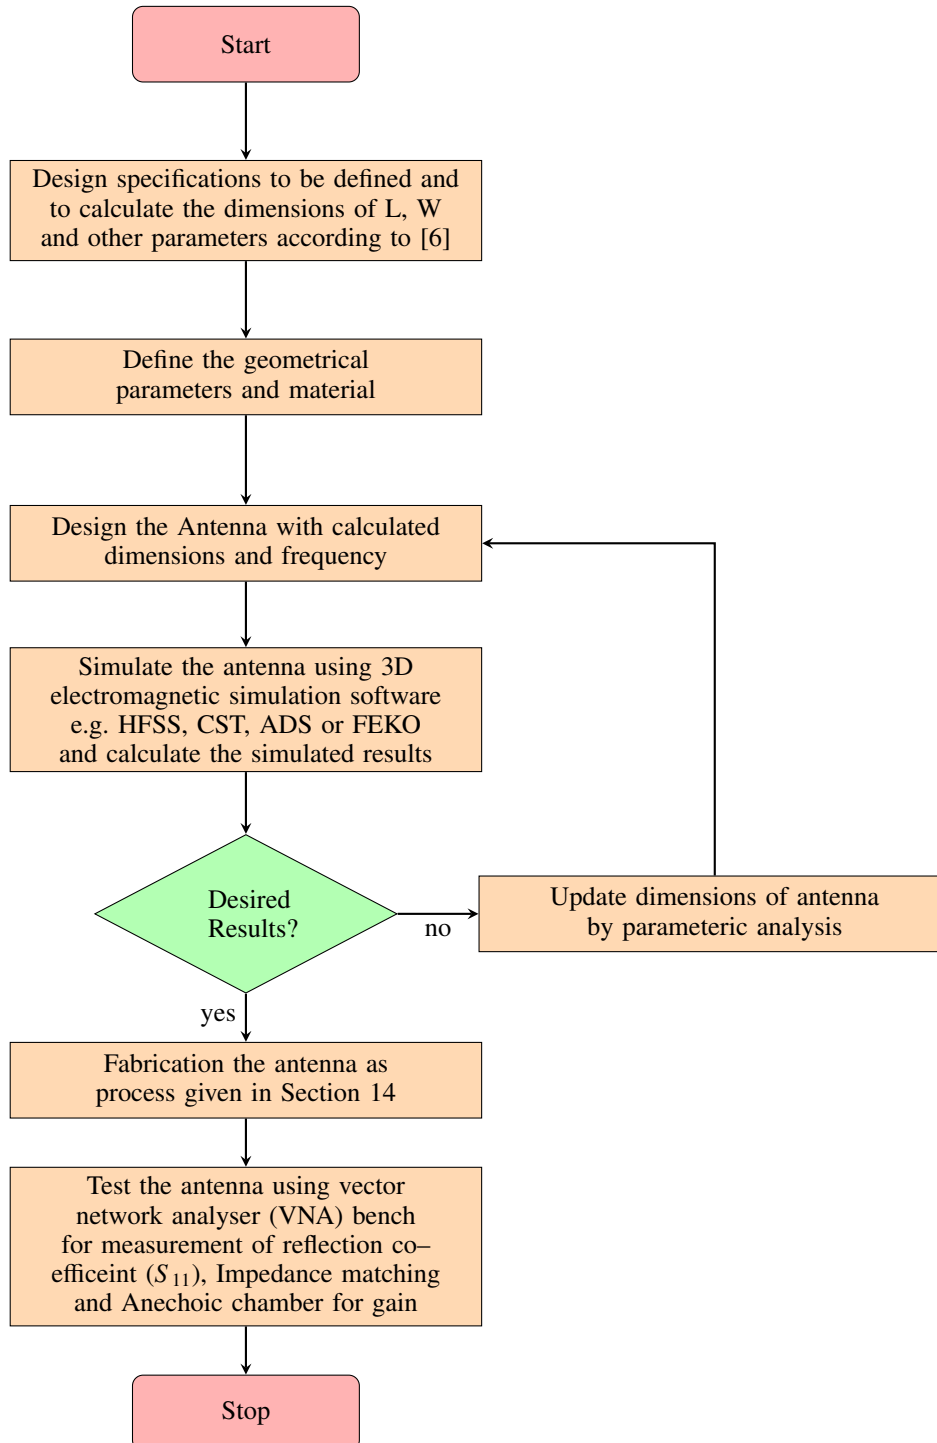 Start
Design specifications to be defined and
to calculate the dimensions of L, W
and other parameters according to [6]
Define the geometrical
parameters and material
Design the Antenna with calculated
dimensions and frequency
Simulate the antenna using 3D
electromagnetic simulation software
e.g. HFSS, CST, ADS or FEKO
and calculate the simulated results
Desired
Results?
no
Update dimensions of antenna
by parameteric analysis
yes
Fabrication the antenna as
process given in Section 14
Test the antenna using vector
network analyser (VNA) bench
for measurement of reflection co–
efficeint (S11), Impedance matching
and Anechoic chamber for gain
Stop